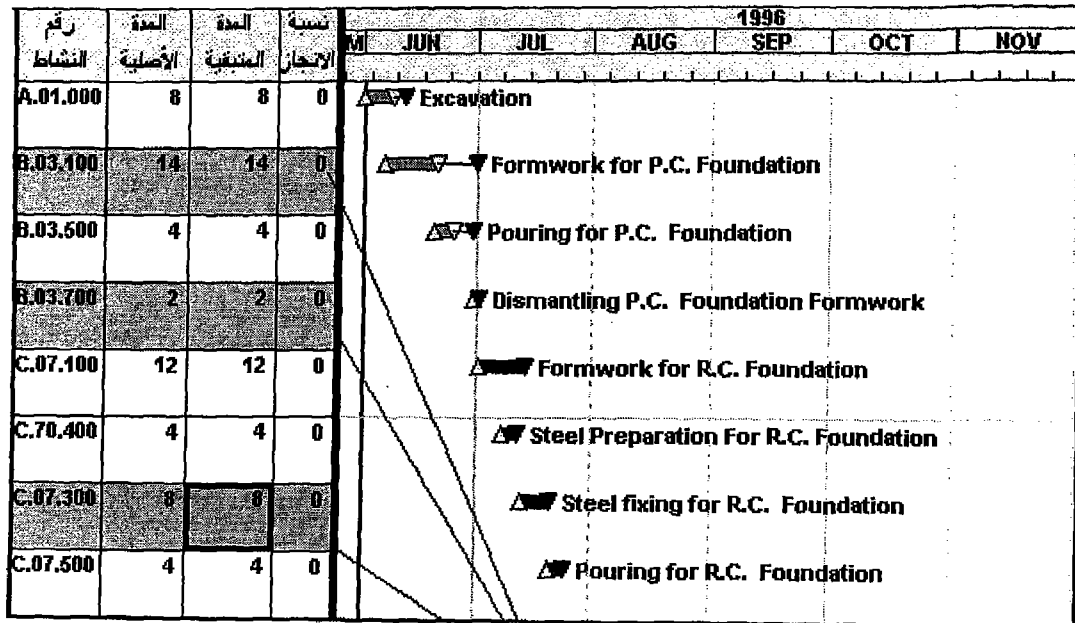 رقم النشاط المدة الأصلية المدة المتبقية نسبة الانجاز
1996
M JUN JUL AUG SEP OCT NOV
A.01.000 8 8 0 Excavation
B.03.100 14 14 0 Formwork for P.C. Foundation
B.03.500 4 4 0 Pouring for P.C. Foundation
B.03.700 2 2 0 Dismantling P.C. Foundation Formwork
C.07.100 12 12 0 Formwork for R.C. Foundation
C.70.400 4 4 0 Steel Preparation For R.C. Foundation
C.07.300 8 8 0 Steel fixing for R.C. Foundation
C.07.500 4 4 0 Pouring for R.C. Foundation